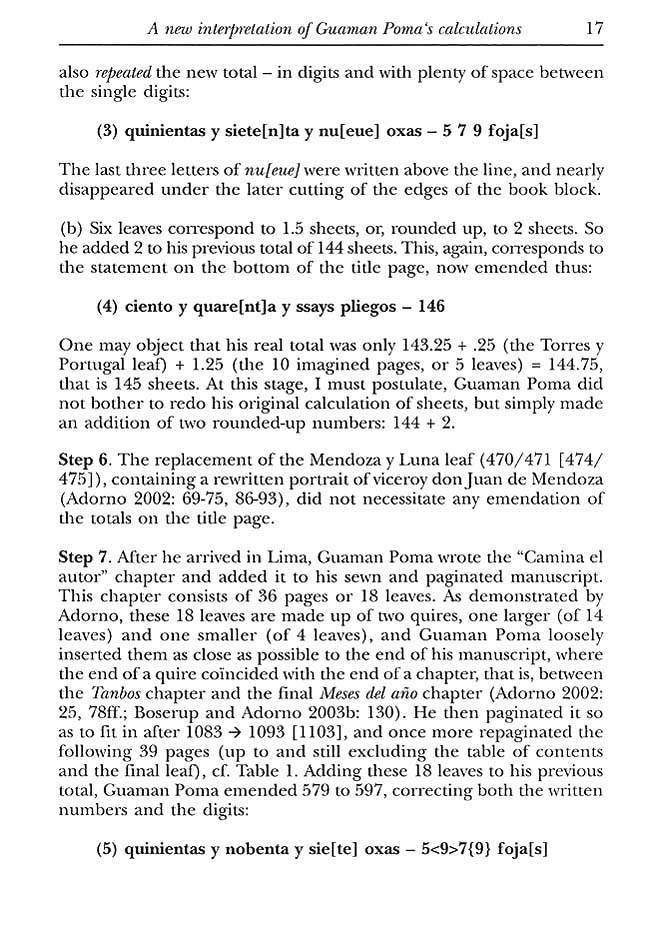 A new interpretation of Guaman Poma‘s calculations 17
also repeated the new total – in digits and with plenty of space between
the single digits:
(3) quinientas y siete[n]ta y nu[eue] oxas – 5 7 9 foja[s]
The last three letters of nu[eue] were written above the line, and nearly
disappeared under the later cutting of the edges of the book block.
(b) Six leaves correspond to 1.5 sheets, or, rounded up, to 2 sheets. So
he added 2 to his previous total of 144 sheets. This, again, corresponds to
the statement on the bottom of the title page, now emended thus:
(4) ciento y quare[nt]a y ssays pliegos – 146
One may object that his real total was only 143.25 + .25 (the Torres y
Portugal leaf) + 1.25 (the 10 imagined pages, or 5 leaves) = 144.75,
that is 145 sheets. At this stage, I must postulate, Guaman Poma did
not bother to redo his original calculation of sheets, but simply made
an addition of two rounded-up numbers: 144 + 2.
Step 6. The replacement of the Mendoza y Luna leaf (470/471 [474/
475]), containing a rewritten portrait of viceroy don Juan de Mendoza
(Adorno 2002: 69-75, 86-93), did not necessitate any emendation of
the totals on the title page.
Step 7. After he arrived in Lima, Guaman Poma wrote the “Camina el
autor” chapter and added it to his sewn and paginated manuscript.
This chapter consists of 36 pages or 18 leaves. As demonstrated by
Adorno, these 18 leaves are made up of two quires, one larger (of 14
leaves) and one smaller (of 4 leaves), and Guaman Poma loosely
inserted them as close as possible to the end of his manuscript, where
the end of a quire coïncided with the end of a chapter, that is, between
the Tanbos chapter and the final Meses del año chapter (Adorno 2002:
25, 78ff.; Boserup and Adorno 2003b: 130). He then paginated it so
as to fit in after 1083 → 1093 [1103], and once more repaginated the
following 39 pages (up to and still excluding the table of contents
and the final leaf), cf. Table 1. Adding these 18 leaves to his previous
total, Guaman Poma emended 579 to 597, correcting both the written
numbers and the digits:
(5) quinientas y nobenta y sie[te] oxas – 5<9>7{9} foja[s]